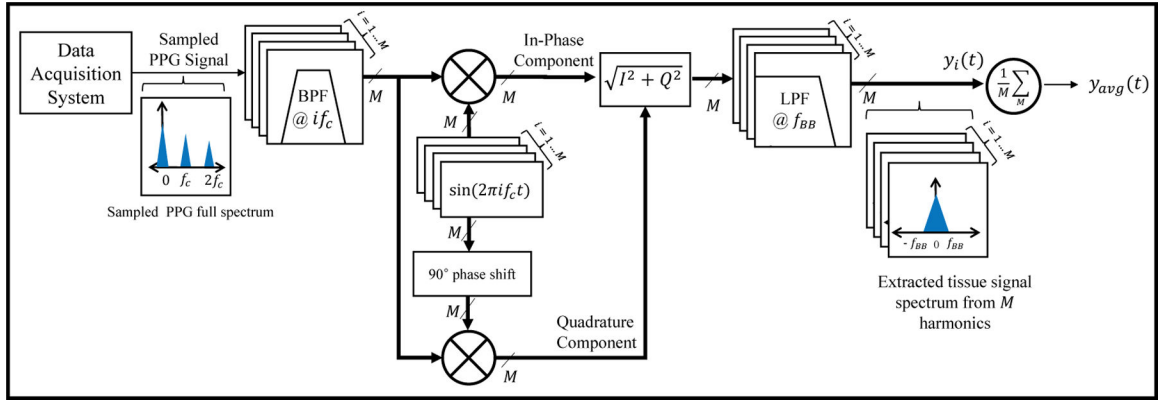 Data
Acquisition
System
Sampled
PPG Signal
0 f_c 2f_c
Sampled PPG full spectrum
i = 1 … M
BPF
@ if_c
M
In-Phase
Component
M
M
i = 1 … M
sin(2πif_ct)
M
90° phase shift
M
M
Quadrature
Component
√I² + Q²
M
i = 1…M
LPF
@ f_BB
M
y_i(t)
1/M ∑ M
y_avg(t)
i = 1…M
- f_BB 0 f_BB
Extracted tissue signal
spectrum from M
harmonics